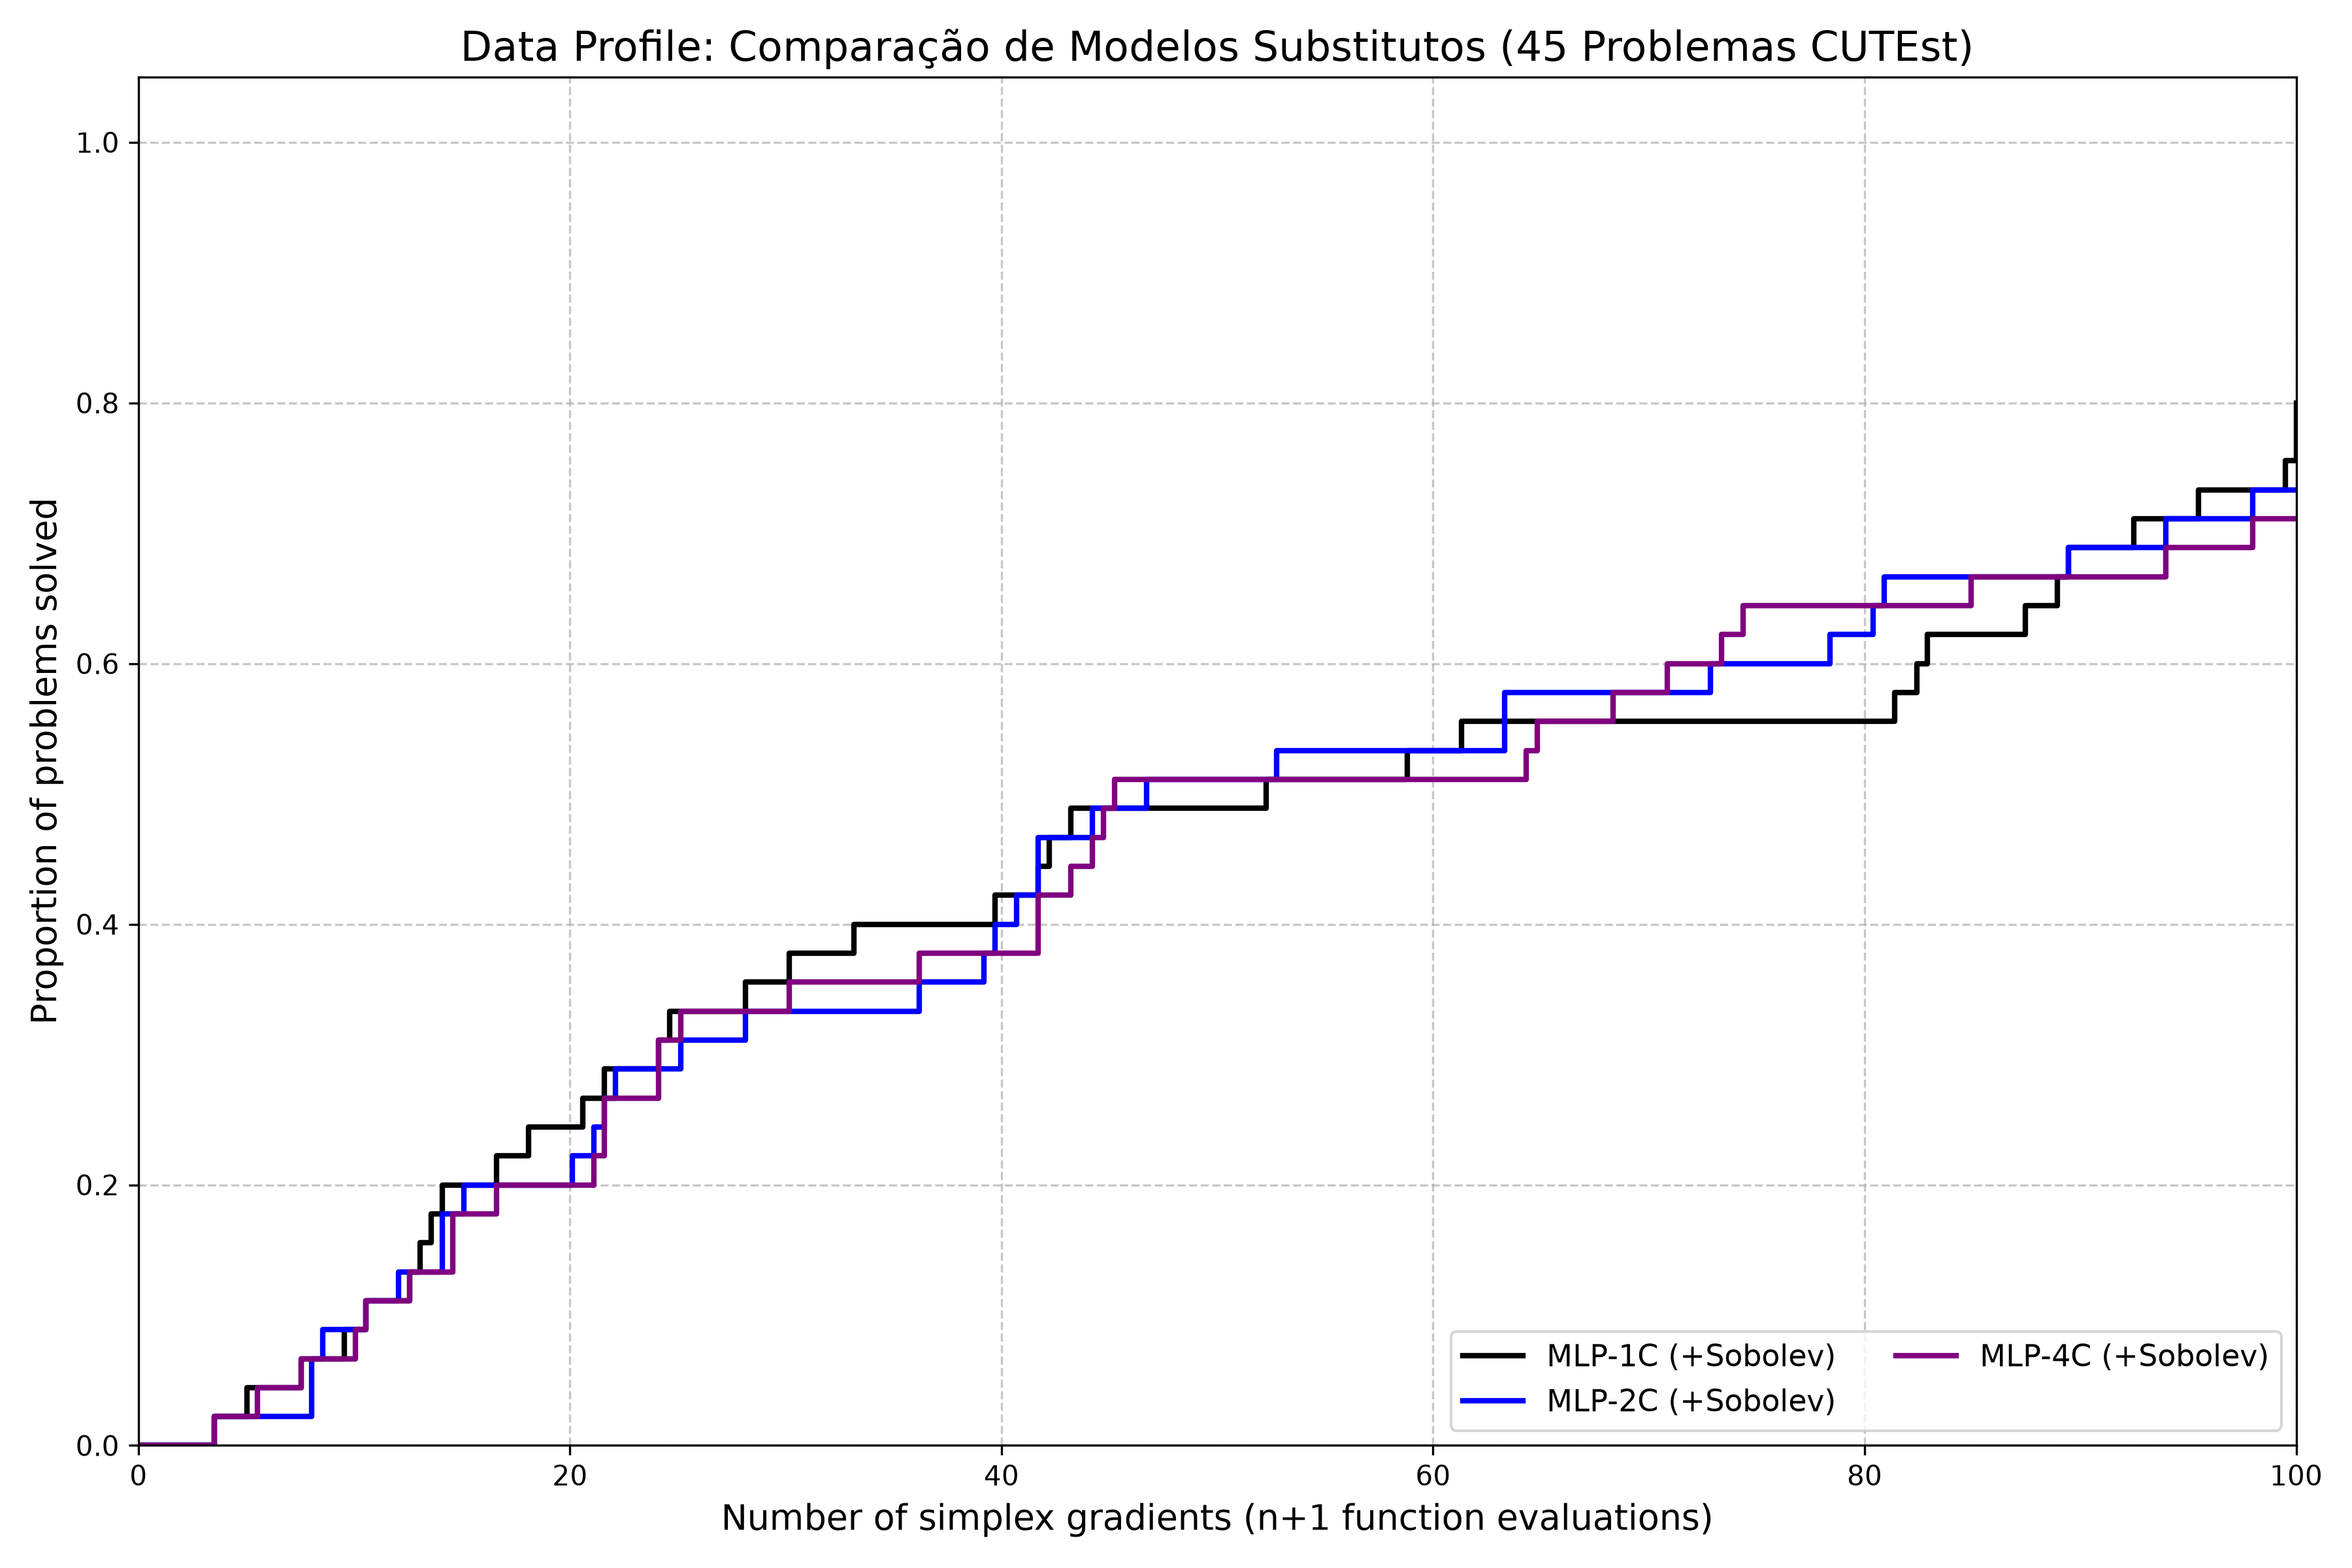 Data Profile: Comparação de Modelos Substitutos (45 Problemas CUTEst)
Proportion of problems solved
1.0
0.8
0.6
0.4
0.2
0.0
0 20 40 60 80 100
Number of simplex gradients (n+1 function evaluations)
MLP-1C (+Sobolev)
MLP-2C (+Sobolev)
MLP-4C (+Sobolev)